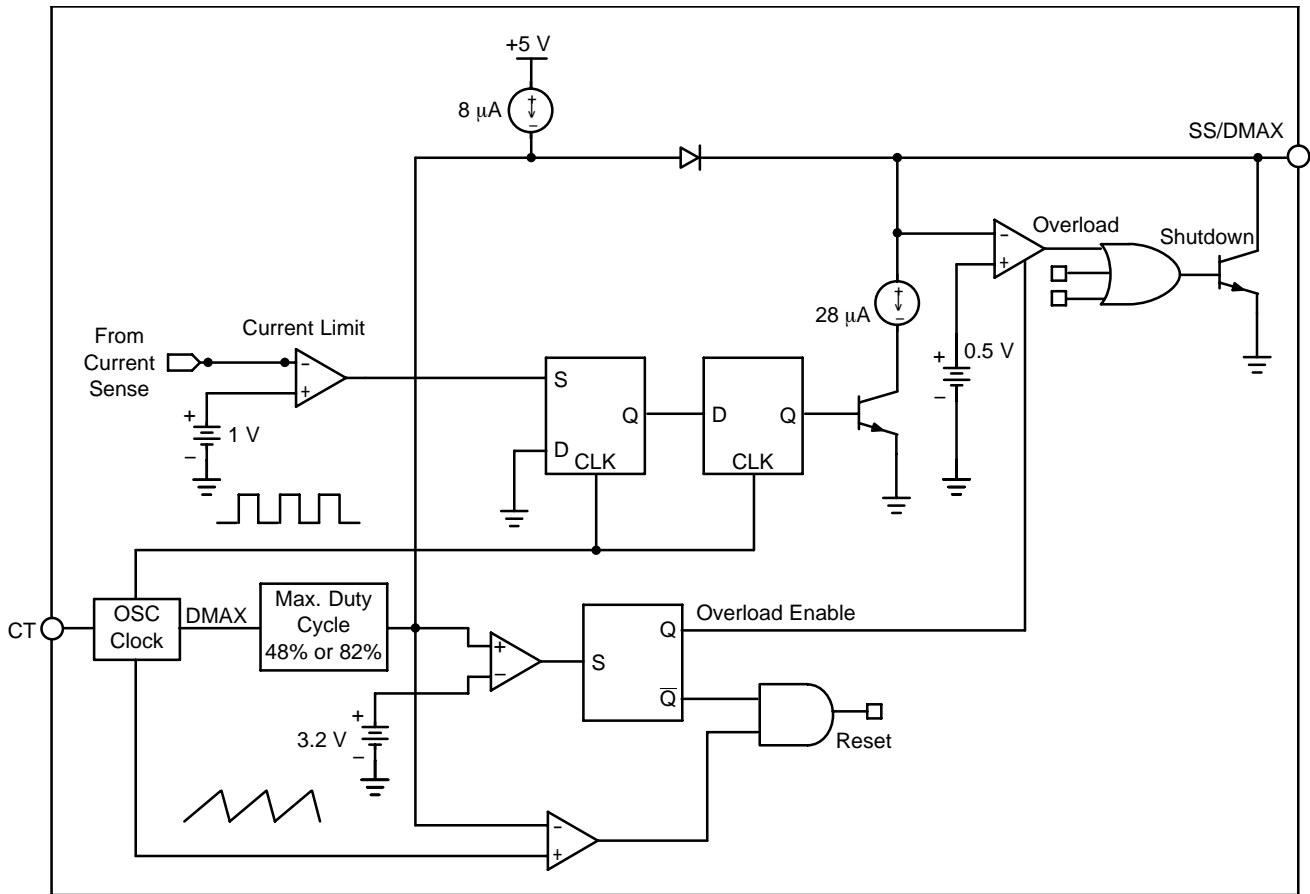 +5 V
+
−
8 μA
SS/DMAX
Overload
−
+
Shutdown
+
−
28 μA
Current Limit
From
Current
Sense
−
+
+
−
1 V
S
Q
D
CLK
D
Q
CLK
+
−
0.5 V
CT
OSC
Clock
DMAX
Max. Duty
Cycle
48% or 82%
+
−
S
Q
Q̅
Overload Enable
+
−
3.2 V
Reset
−
+